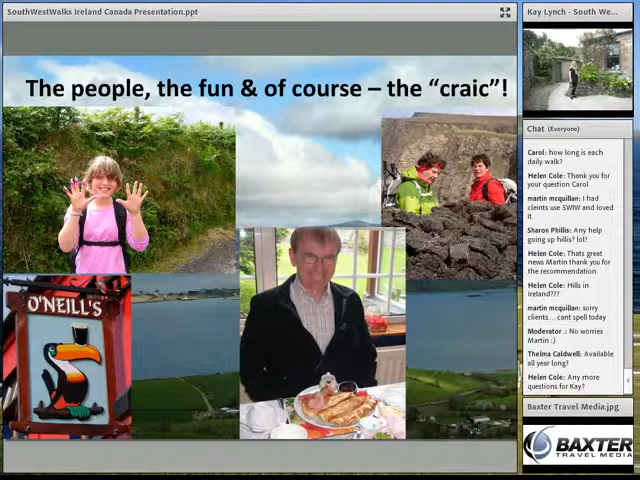 SouthWestWalks Ireland Canada Presentation.ppt
The people, the fun & of course – the “craic”!
O'NEILL'S
Kay Lynch - South We...
Chat (Everyone)
Carol: how long is each
daily walk?
Helen Cole: Thank you for
your question Carol
martin mcquillan: I had
cleints use SWIW and loved
it.
Sharon Phillis: Any help
going up hillis? lol!
Helen Cole: Thats great
news Martin thank you for
the recommendation
Helen Cole: Hills in
Ireland???
martin mcquillan: sorry
clients.... cant spell today
Moderator .: No worries
Martin :)
Thelma Caldwell: Available
all year long?
Helen Cole: Any more
questions for Kay?
Baxter Travel Media.jpg
BAXTER
TRAVEL MEDIA